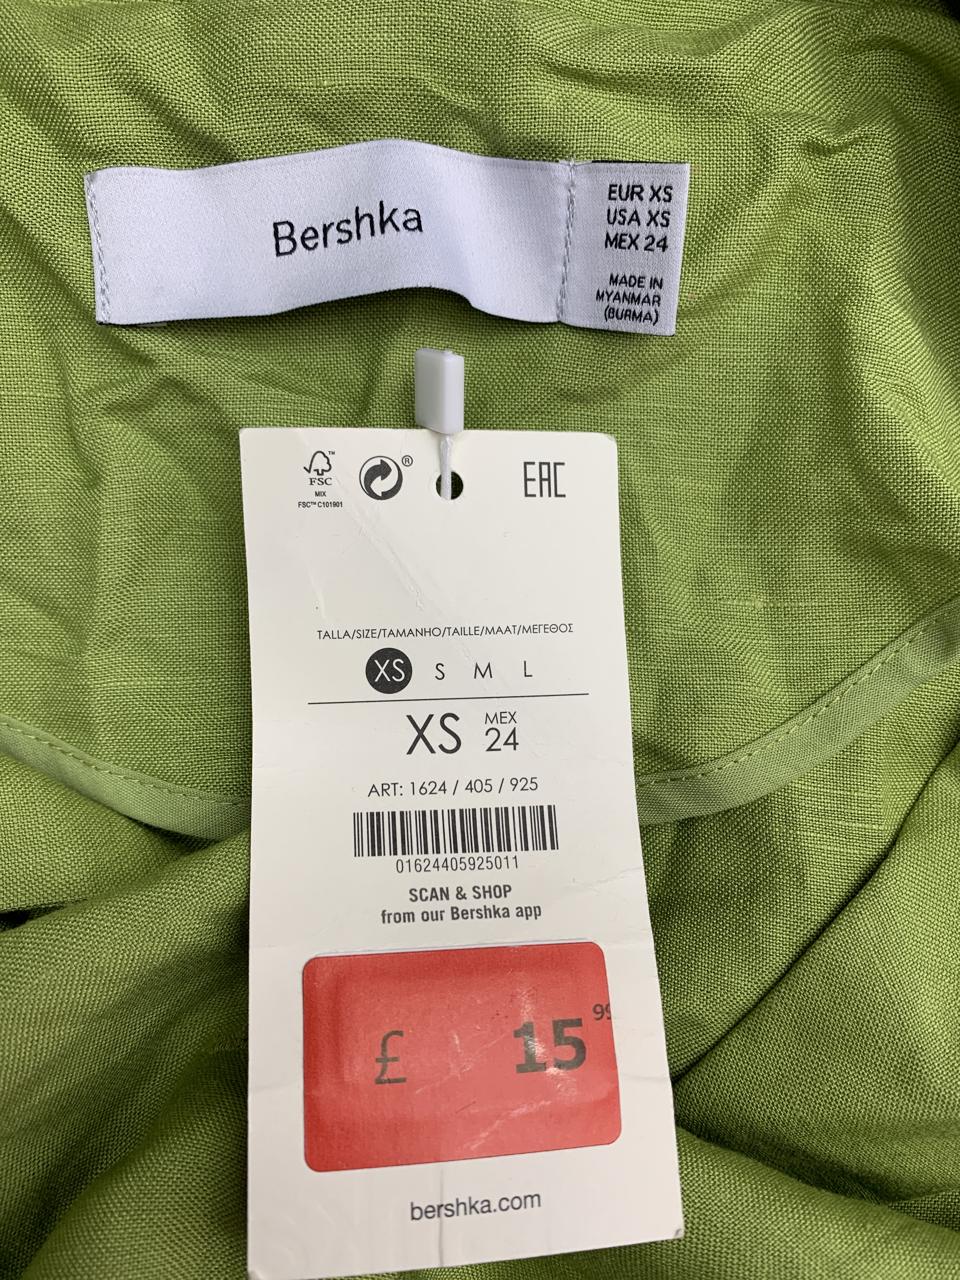 Bershka
EUR XS
USA XS
MEX 24
MADE IN
MYANMAR
(BURMA)
FSC™
MIX
FSC™ C101901
®
EAC
TALLA/SIZE/TAMANHO/TAILLE/MAAT/ΜΕΓΕΘΟΣ
XS S M L
XS MEX 24
ART: 1624 / 405 / 925
01624405925011
SCAN & SHOP
from our Bershka app
£ 15 99
bershka.com